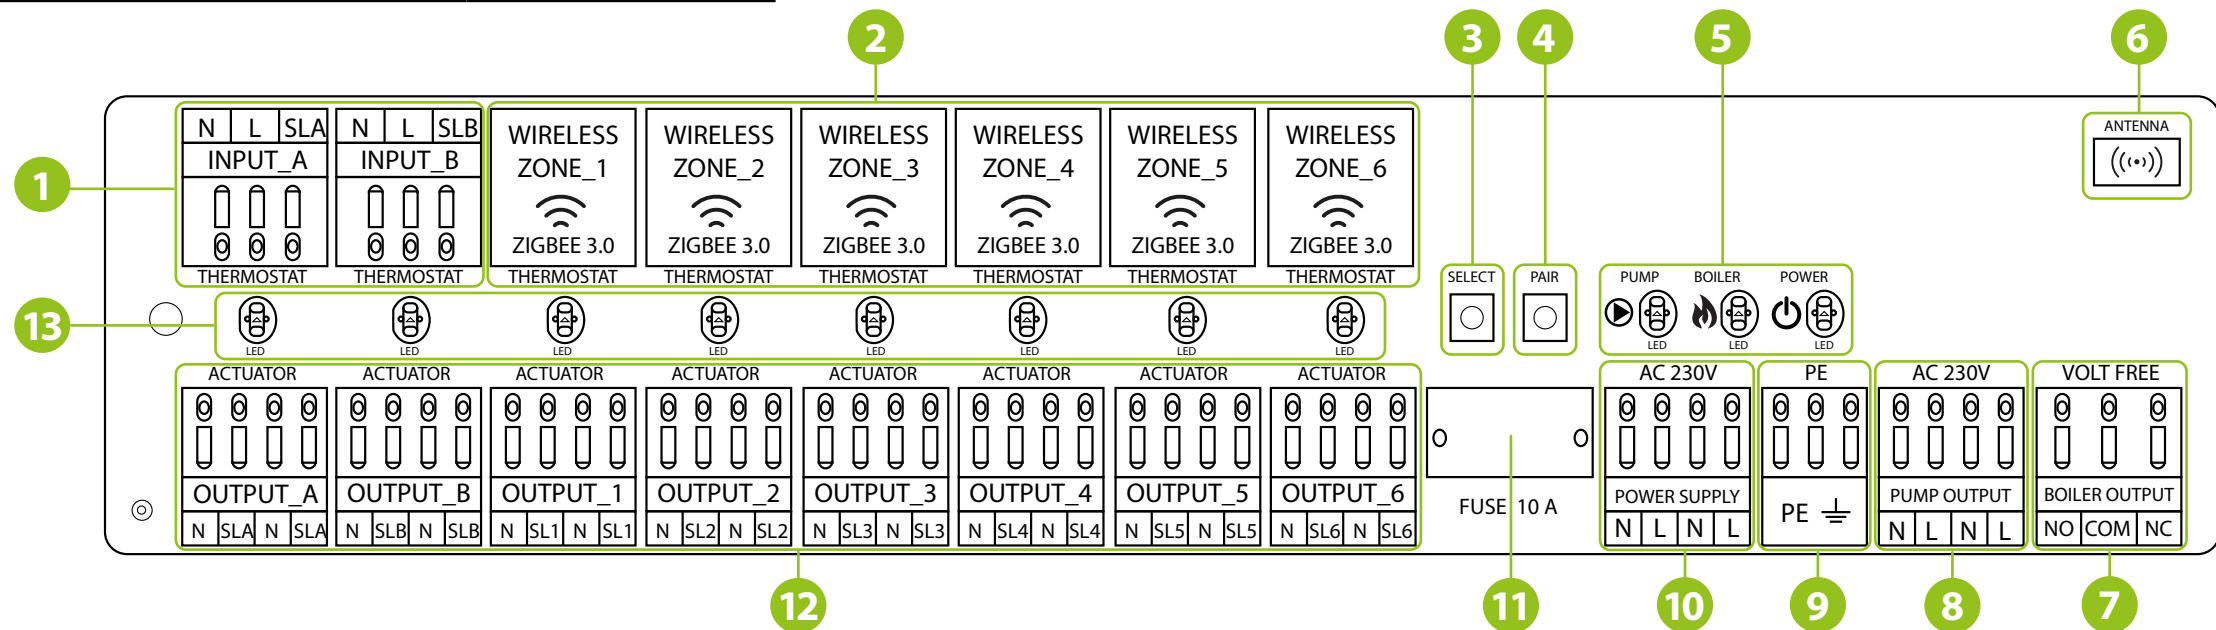 2
3
4
5
6
N L SLA N L SLB
INPUT_A INPUT_B
WIRELESS WIRELESS WIRELESS WIRELESS WIRELESS WIRELESS
ZONE_1 ZONE_2 ZONE_3 ZONE_4 ZONE_5 ZONE_6
ZIGBEE 3.0 ZIGBEE 3.0 ZIGBEE 3.0 ZIGBEE 3.0 ZIGBEE 3.0 ZIGBEE 3.0
THERMOSTAT THERMOSTAT THERMOSTAT THERMOSTAT THERMOSTAT THERMOSTAT THERMOSTAT THERMOSTAT
ANTENNA
1
SELECT PAIR PUMP BOILER POWER
13
LED LED LED LED LED LED LED LED
LED LED LED
ACTUATOR ACTUATOR ACTUATOR ACTUATOR ACTUATOR ACTUATOR ACTUATOR ACTUATOR
AC 230V PE AC 230V VOLT FREE
OUTPUT_A OUTPUT_B OUTPUT_1 OUTPUT_2 OUTPUT_3 OUTPUT_4 OUTPUT_5 OUTPUT_6
N SLA N SLA N SLB N SLB N SL1 N SL1 N SL2 N SL2 N SL3 N SL3 N SL4 N SL4 N SL5 N SL5 N SL6 N SL6
FUSE 10 A
POWER SUPPLY
N L N L
PE
PUMP OUTPUT
N L N L
BOILER OUTPUT
NO COM NC
12
11
10
9
8
7